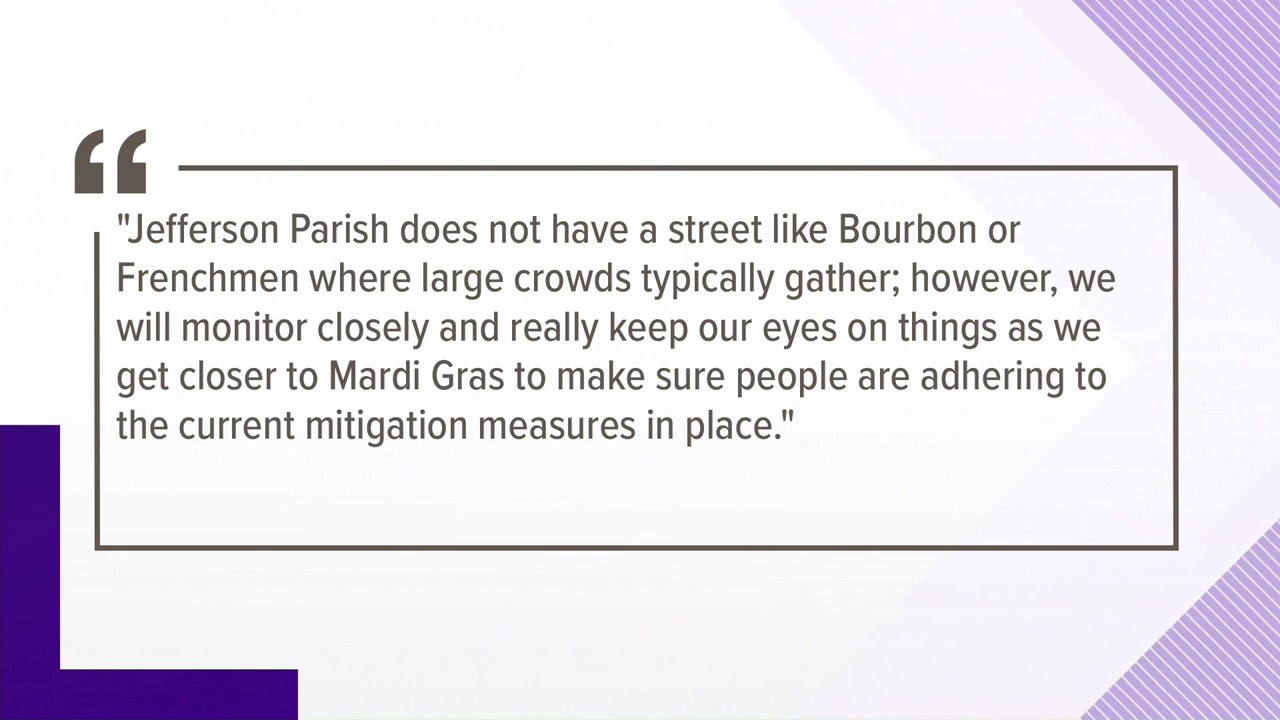 "Jefferson Parish does not have a street like Bourbon or
Frenchmen where large crowds typically gather; however, we
will monitor closely and really keep our eyes on things as we
get closer to Mardi Gras to make sure people are adhering to
the current mitigation measures in place."